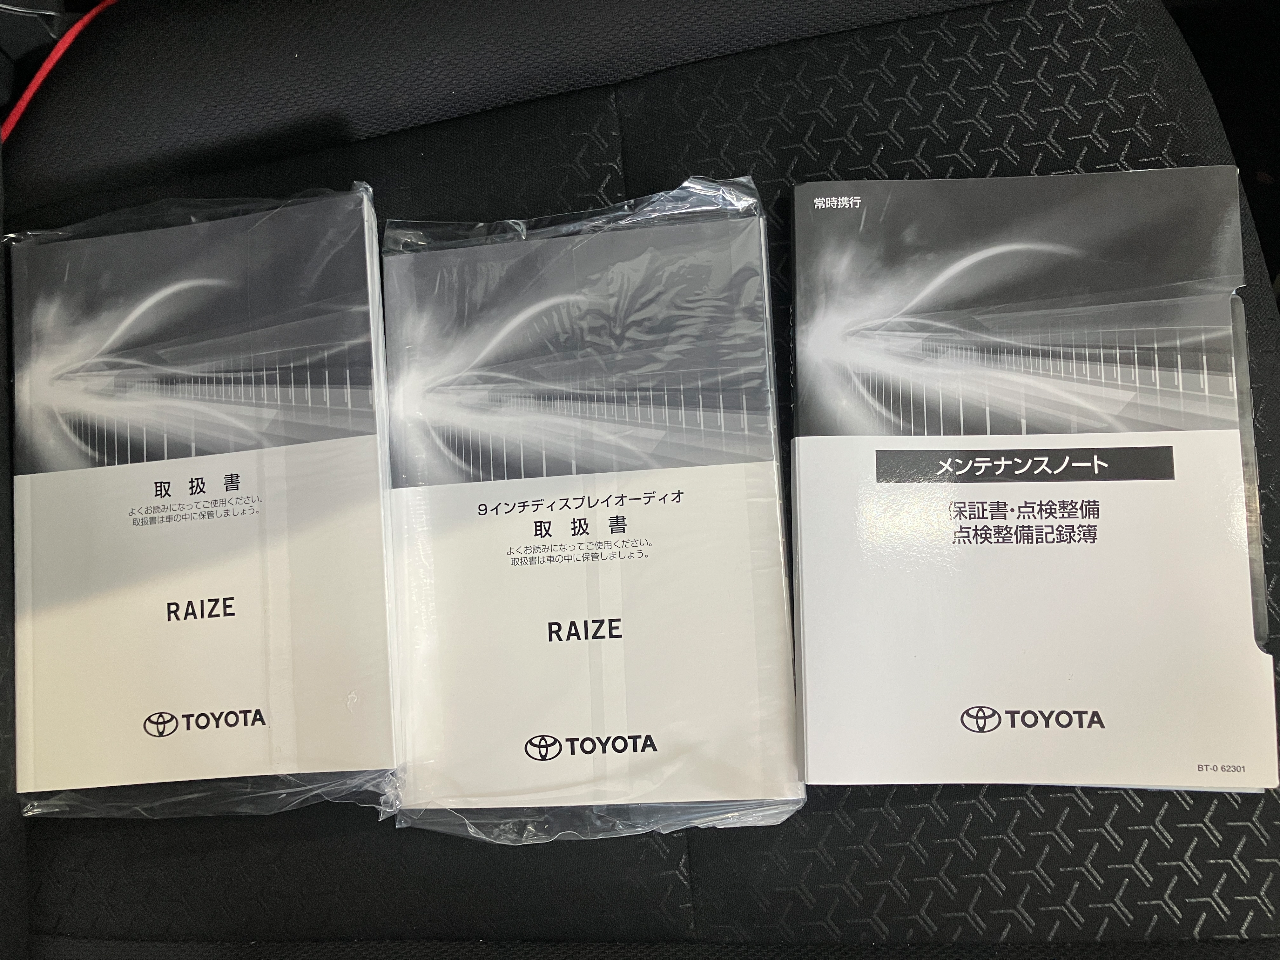 取扱書
よくお読みになってご使用ください。
取扱書は車の中に保管しましょう。
RAIZE
TOYOTA
9インチディスプレイオーディオ
取扱書
よくお読みになってご使用ください。
取扱書は車の中に保管しましょう。
RAIZE
TOYOTA
常時携行
メンテナンスノート
保証書・点検整備
点検整備記録簿
TOYOTA
BT-0 62301